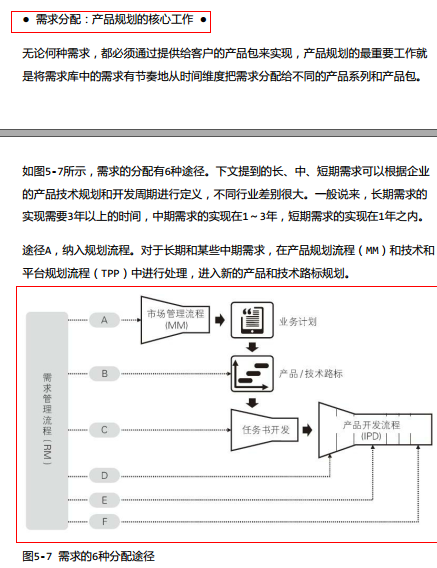 ● 需求分配：产品规划的核心工作 ●
无论何种需求，都必须通过提供给客户的产品包来实现，产品规划的最重要工作就
是将需求库中的需求有节奏地从时间维度把需求分配给不同的产品系列和产品包。
如图5-7所示，需求的分配有6种途径。下文提到的长、中、短期需求可以根据企业
的产品技术规划和开发周期进行定义，不同行业差别很大。一般说来，长期需求的
实现需要3年以上的时间，中期需求的实现在1～3年，短期需求的实现在1年之内。
途径A，纳入规划流程。对于长期和某些中期需求，在产品规划流程（MM）和技术和
平台规划流程（TPP）中进行处理，进入新的产品和技术路标规划。
需求管理流程（RM）
A
市场管理流程
(MM)
业务计划
B
产品/技术路标
C
任务书开发
产品开发流程
(IPD)
D
E
F
图5-7 需求的6种分配途径